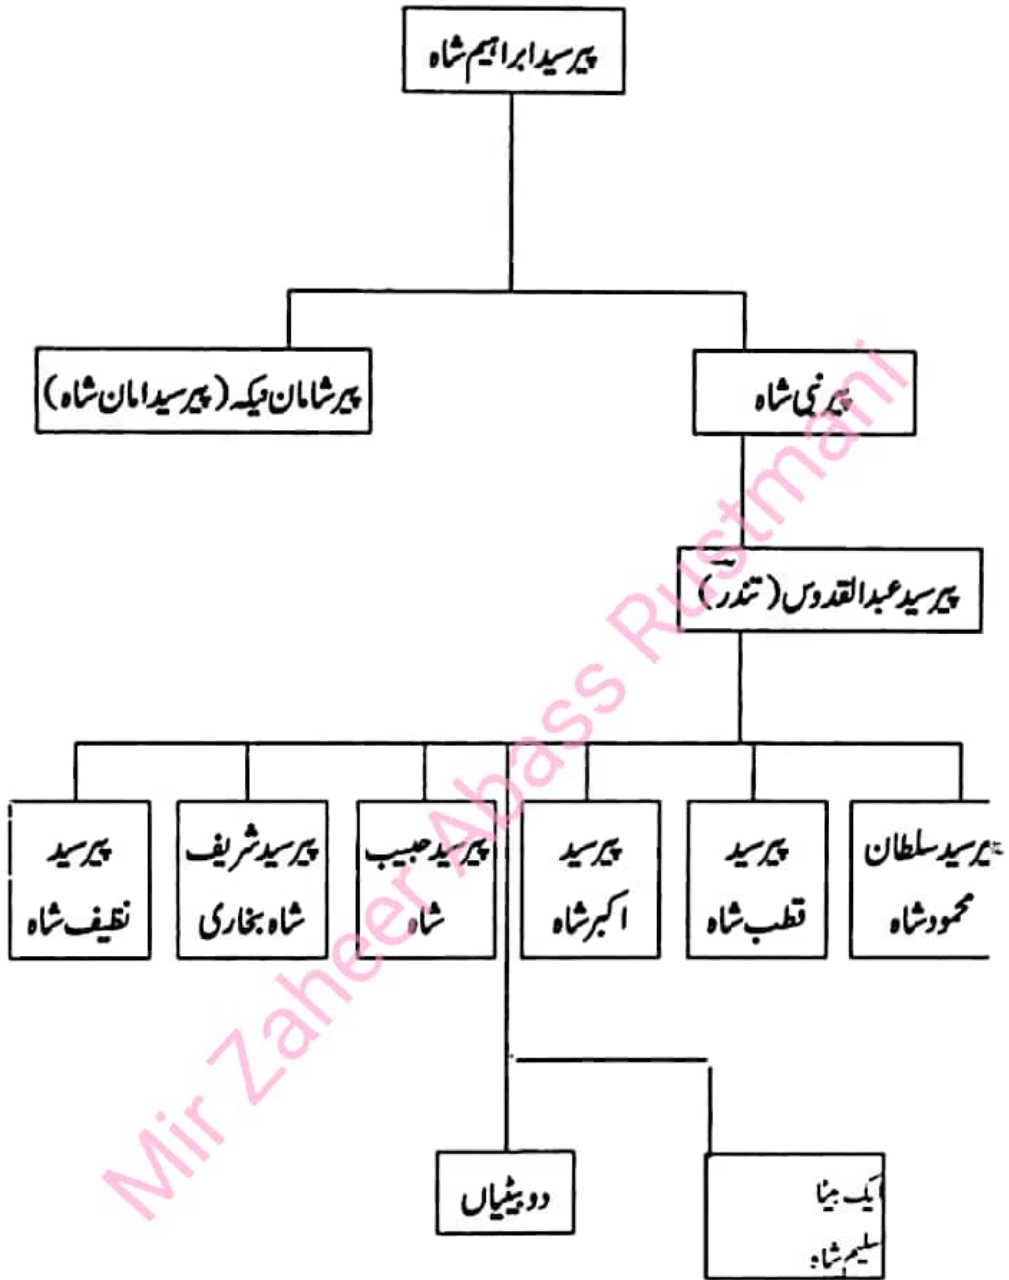 پیر سید ابراہیم شاہ
پیر نبی شاہ
پیر شامان نیکہ (پیر سید امان شاہ)
پیر سید عبدالقدوس (تندڑ)
پیر سید سلطان
محمود شاہ
پیر سید
قطب شاہ
پیر سید
اکبر شاہ
پیر سید حبیب
شاہ
پیر سید شریف
شاہ بخاری
پیر سید
نظیف شاہ
ایک بیٹا
سلیم شاہ
دو بیٹیاں
Mir Zaheer Abass Rustmani